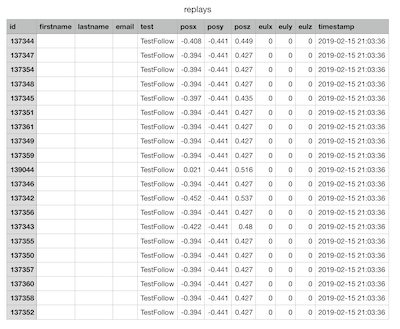 replays
id firstname lastname email test posx posy posz eulx euly eulz timestamp
137344 TestFollow -0.408 -0.441 0.449 0 0 0 2019-02-15 21:03:36
137347 TestFollow -0.394 -0.441 0.427 0 0 0 2019-02-15 21:03:36
137354 TestFollow -0.394 -0.441 0.427 0 0 0 2019-02-15 21:03:36
137348 TestFollow -0.394 -0.441 0.427 0 0 0 2019-02-15 21:03:36
137345 TestFollow -0.397 -0.441 0.435 0 0 0 2019-02-15 21:03:36
137351 TestFollow -0.394 -0.441 0.427 0 0 0 2019-02-15 21:03:36
137361 TestFollow -0.394 -0.441 0.427 0 0 0 2019-02-15 21:03:36
137349 TestFollow -0.394 -0.441 0.427 0 0 0 2019-02-15 21:03:36
137359 TestFollow -0.394 -0.441 0.427 0 0 0 2019-02-15 21:03:36
139044 TestFollow 0.021 -0.441 0.516 0 0 0 2019-02-15 21:03:36
137346 TestFollow -0.394 -0.441 0.427 0 0 0 2019-02-15 21:03:36
137342 TestFollow -0.452 -0.441 0.537 0 0 0 2019-02-15 21:03:36
137356 TestFollow -0.394 -0.441 0.427 0 0 0 2019-02-15 21:03:36
137343 TestFollow -0.422 -0.441 0.48 0 0 0 2019-02-15 21:03:36
137355 TestFollow -0.394 -0.441 0.427 0 0 0 2019-02-15 21:03:36
137350 TestFollow -0.394 -0.441 0.427 0 0 0 2019-02-15 21:03:36
137357 TestFollow -0.394 -0.441 0.427 0 0 0 2019-02-15 21:03:36
137360 TestFollow -0.394 -0.441 0.427 0 0 0 2019-02-15 21:03:36
137358 TestFollow -0.394 -0.441 0.427 0 0 0 2019-02-15 21:03:36
137352 TestFollow -0.394 -0.441 0.427 0 0 0 2019-02-15 21:03:36